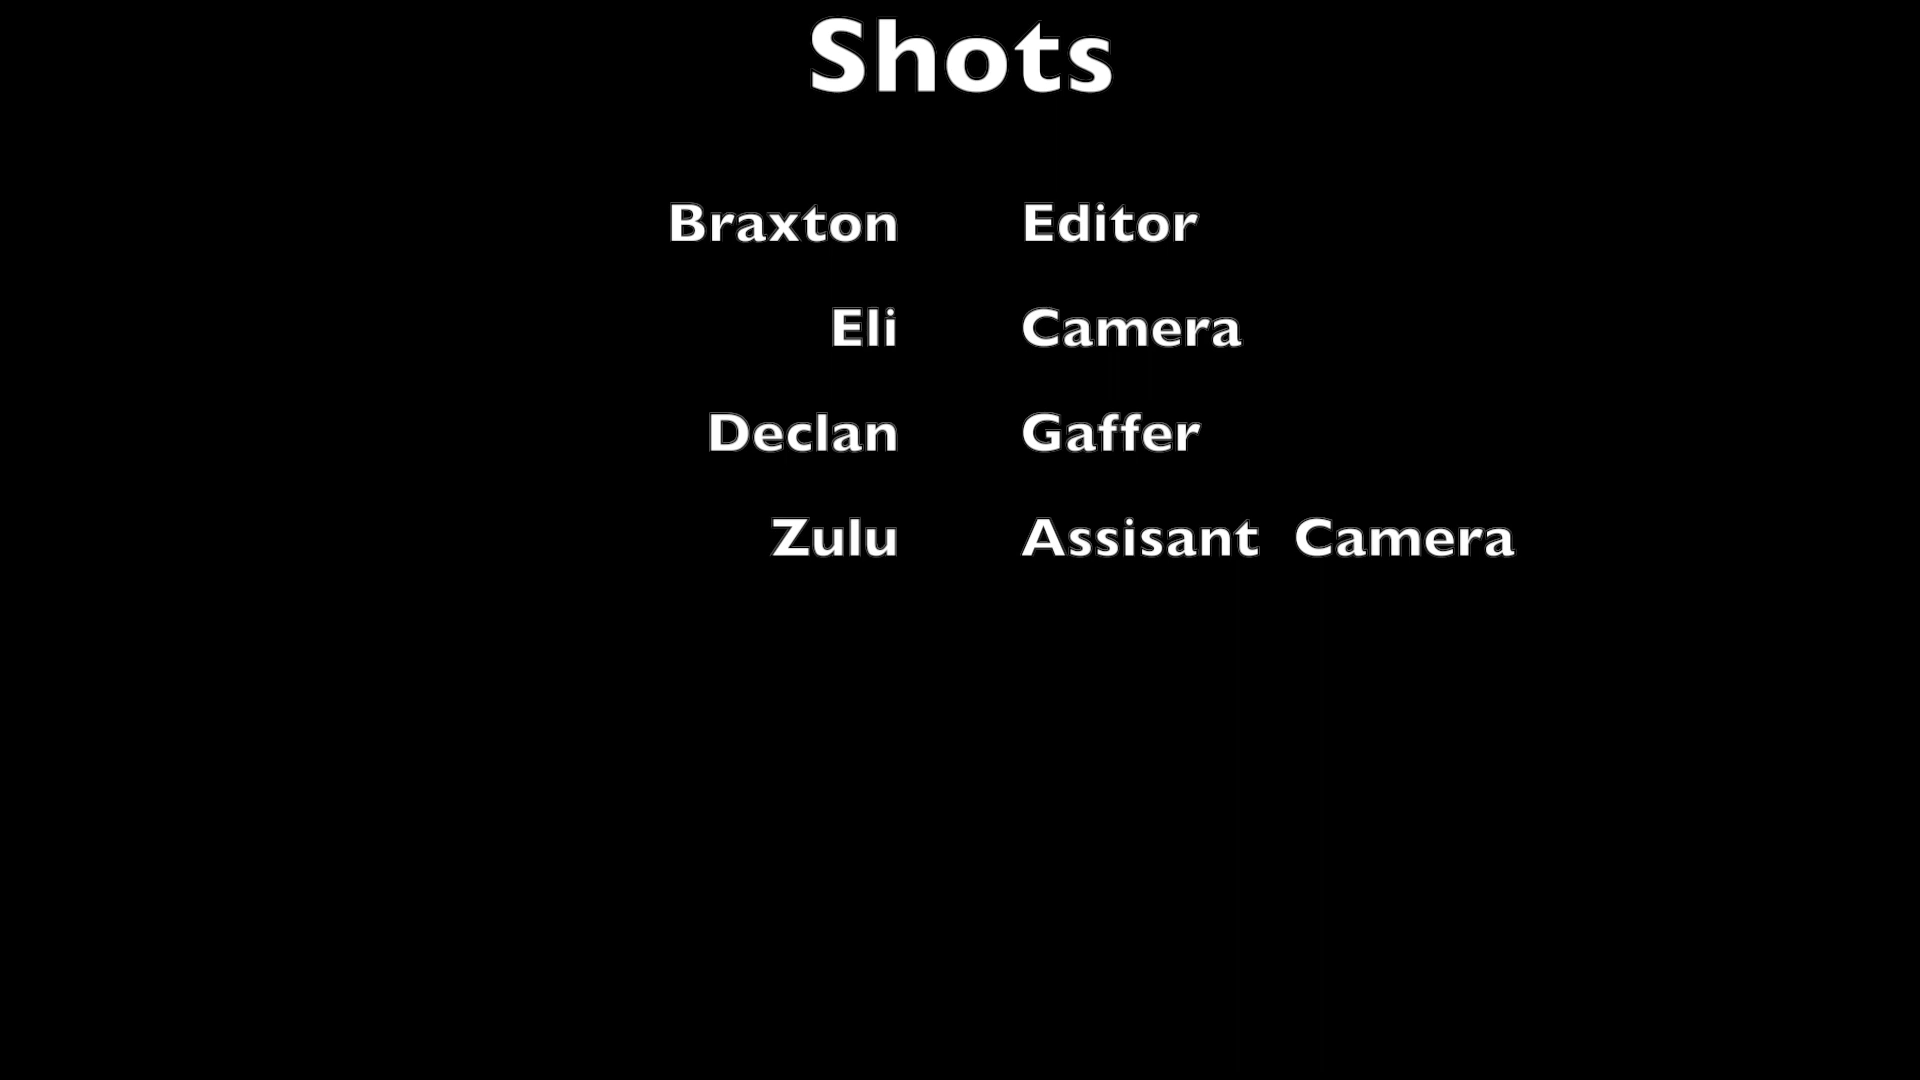 Shots
Braxton Editor
Eli Camera
Declan Gaffer
Zulu Assisant Camera